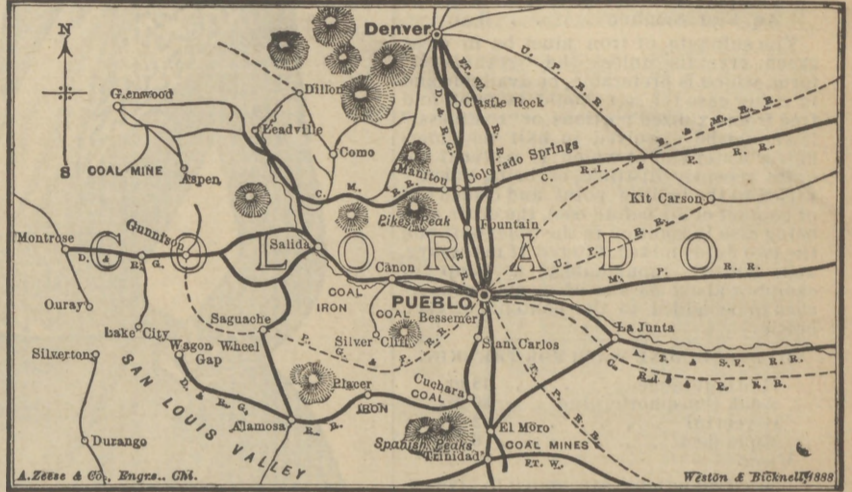 Denver
N
U. P. R. R.
Dillon
FT. W.
B. & M. R. R.
Glenwood
Castle Rock
D. & R. G.
R. R.
Leadville
Como
S
COAL MINE
Aspen
Manitou
Colorado Springs
C. R. I. & P. R. R.
C. M. R. R.
Kit Carson
Pikes Peak
Fountain
Gunnison
Montrose
Salida
COLORADO
D. & R. G.
R. R.
U. P. R. R.
Canon
M. P. R. R.
COAL
IRON
PUEBLO
Ouray
COAL
Bessemer
Saguache
Lake City
La Junta
Silver Cliff
San Carlos
Wagon Wheel
Gap
Silverton
P. G. & F. R. R.
A. T. & S. F. R. R.
C. R. I. & P. R. R.
Placer
Cuchara
COAL
D. & R. G.
R. R.
IRON
SAN LOUIS VALLEY
Alamosa
El Moro
Spanish Peaks
COAL MINES
Durango
Trinidad
FT. W.
A. Zeese & Co., Engrs., Chi.
Weston & Bicknell, 1888